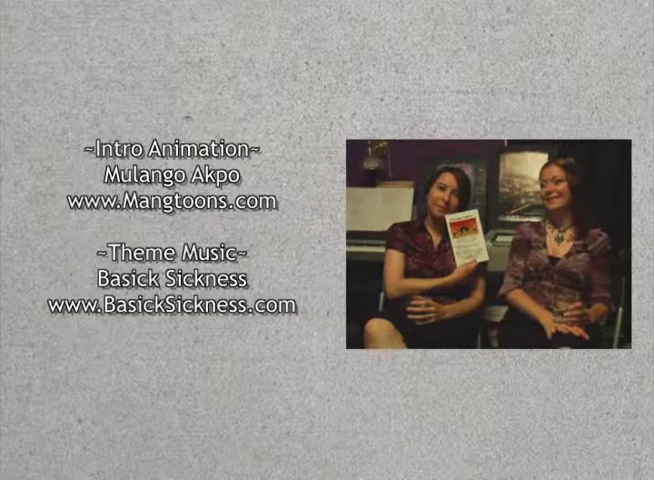 ~Intro Animation~
Mulango Akpo
www.Mangtoons.com
~Theme Music~
Basick Sickness
www.BasickSickness.com